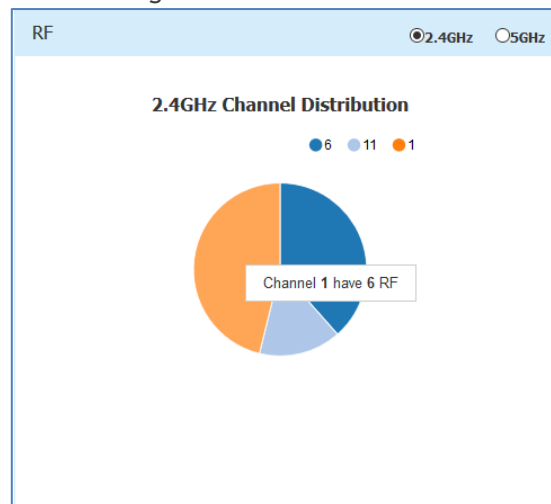 RF 2.4GHz 5GHz
2.4GHz Channel Distribution
6 11 1
Channel 1 have 6 RF